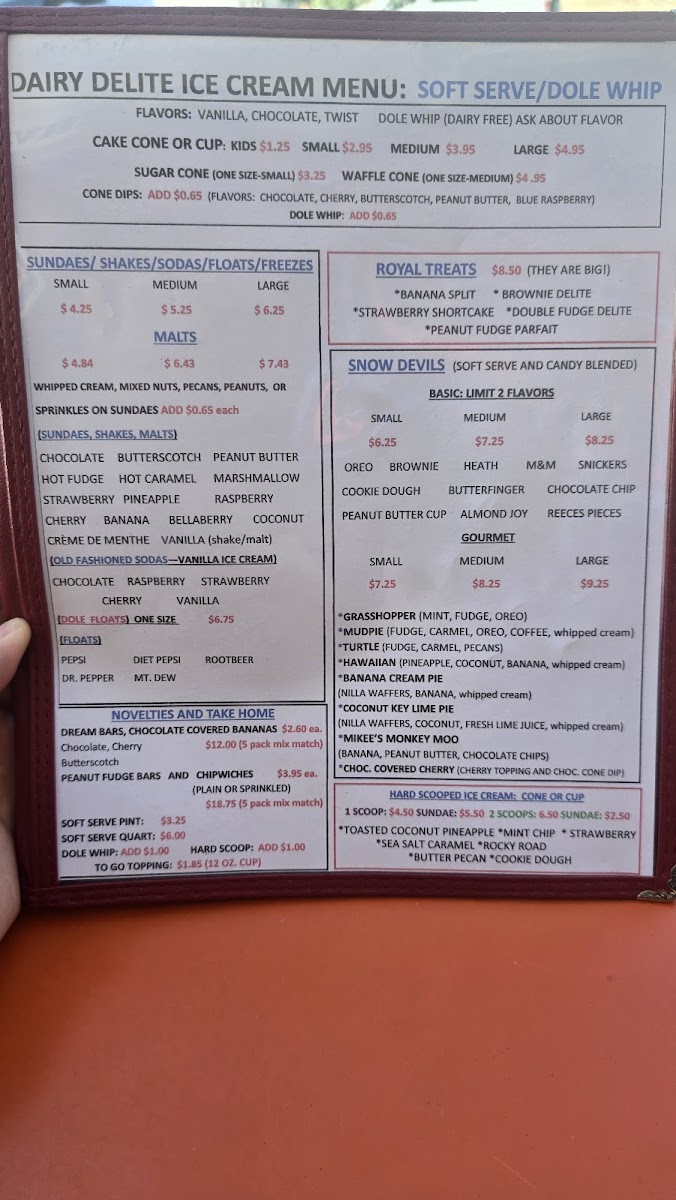 DAIRY DELITE ICE CREAM MENU: SOFT SERVE/DOLE WHIP
FLAVORS: VANILLA, CHOCOLATE, TWIST DOLE WHIP (DAIRY FREE) ASK ABOUT FLAVOR
CAKE CONE OR CUP: KIDS $1.25 SMALL $2.95 MEDIUM $3.95 LARGE $4.95
SUGAR CONE (ONE SIZE-SMALL) $3.25 WAFFLE CONE (ONE SIZE-MEDIUM) $4 .95
CONE DIPS: ADD $0.65 (FLAVORS: CHOCOLATE, CHERRY, BUTTERSCOTCH, PEANUT BUTTER, BLUE RASPBERRY)
DOLE WHIP: ADD $0.65
SUNDAES/ SHAKES/SODAS/FLOATS/FREEZES
SMALL MEDIUM LARGE
$ 4.25 $ 5.25 $ 6.25
MALTS
$ 4.84 $ 6.43 $ 7.43
WHIPPED CREAM, MIXED NUTS, PECANS, PEANUTS, OR
SPRINKLES ON SUNDAES ADD $0.65 each
(SUNDAES, SHAKES, MALTS)
CHOCOLATE BUTTERSCOTCH PEANUT BUTTER
HOT FUDGE HOT CARAMEL MARSHMALLOW
STRAWBERRY PINEAPPLE RASPBERRY
CHERRY BANANA BELLABERRY COCONUT
CRÈME DE MENTHE VANILLA (shake/malt)
(OLD FASHIONED SODAS—VANILLA ICE CREAM)
CHOCOLATE RASPBERRY STRAWBERRY
CHERRY VANILLA
(DOLE FLOATS) ONE SIZE $6.75
(FLOATS)
PEPSI DIET PEPSI ROOTBEER
DR. PEPPER MT. DEW
NOVELTIES AND TAKE HOME
DREAM BARS, CHOCOLATE COVERED BANANAS $2.60 ea.
Chocolate, Cherry $12.00 (5 pack mix match)
Butterscotch
PEANUT FUDGE BARS AND CHIPWICHES $3.95 ea.
(PLAIN OR SPRINKLED)
$18.75 (5 pack mix match)
SOFT SERVE PINT: $3.25
SOFT SERVE QUART: $6.00
DOLE WHIP: ADD $1.00 HARD SCOOP: ADD $1.00
TO GO TOPPING: $1.85 (12 OZ. CUP)
ROYAL TREATS $8.50 (THEY ARE BIG!)
*BANANA SPLIT * BROWNIE DELITE
*STRAWBERRY SHORTCAKE *DOUBLE FUDGE DELITE
*PEANUT FUDGE PARFAIT
SNOW DEVILS (SOFT SERVE AND CANDY BLENDED)
BASIC: LIMIT 2 FLAVORS
SMALL MEDIUM LARGE
$6.25 $7.25 $8.25
OREO BROWNIE HEATH M&M SNICKERS
COOKIE DOUGH BUTTERFINGER CHOCOLATE CHIP
PEANUT BUTTER CUP ALMOND JOY REECES PIECES
GOURMET
SMALL MEDIUM LARGE
$7.25 $8.25 $9.25
*GRASSHOPPER (MINT, FUDGE, OREO)
*MUDPIE (FUDGE, CARMEL, OREO, COFFEE, whipped cream)
*TURTLE (FUDGE, CARMEL, PECANS)
*HAWAIIAN (PINEAPPLE, COCONUT, BANANA, whipped cream)
*BANANA CREAM PIE
(NILLA WAFFERS, BANANA, whipped cream)
*COCONUT KEY LIME PIE
(NILLA WAFFERS, COCONUT, FRESH LIME JUICE, whipped cream)
*MIKEE'S MONKEY MOO
(BANANA, PEANUT BUTTER, CHOCOLATE CHIPS)
*CHOC. COVERED CHERRY (CHERRY TOPPING AND CHOC. CONE DIP)
HARD SCOOPED ICE CREAM: CONE OR CUP
1 SCOOP: $4.50 SUNDAE: $5.50 2 SCOOPS: 6.50 SUNDAE: $2.50
*TOASTED COCONUT PINEAPPLE *MINT CHIP * STRAWBERRY
*SEA SALT CARAMEL *ROCKY ROAD
*BUTTER PECAN *COOKIE DOUGH